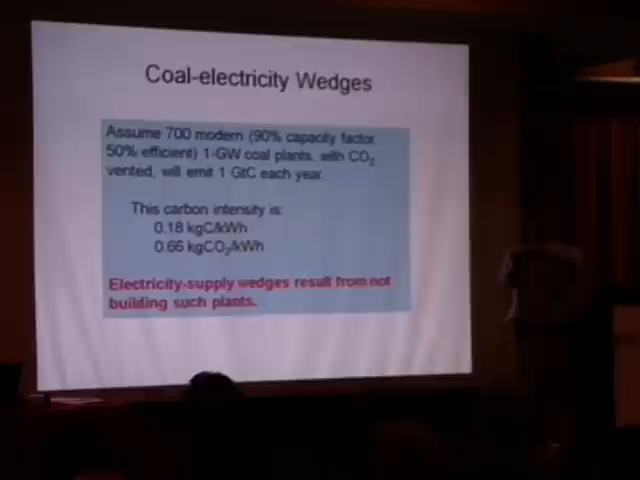 Coal-electricity Wedges
Assume 700 modern (90% capacity factor,
50% efficient) 1-GW coal plants, with CO₂
vented, will emit 1 GtC each year.
This carbon intensity is:
0.18 kgC/kWh
0.66 kgCO₂/kWh
Electricity-supply wedges result from not
building such plants.